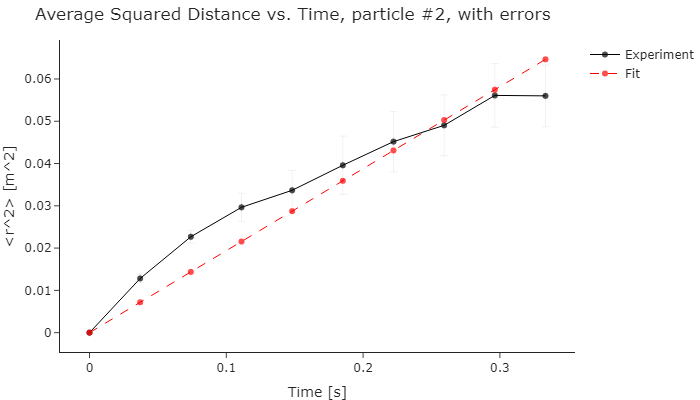 Average Squared Distance vs. Time, particle #2, with errors
Experiment
Fit
0.06
0.05
0.04
0.03
0.02
0.01
0
<r^2> [m^2]
0 0.1 0.2 0.3
Time [s]